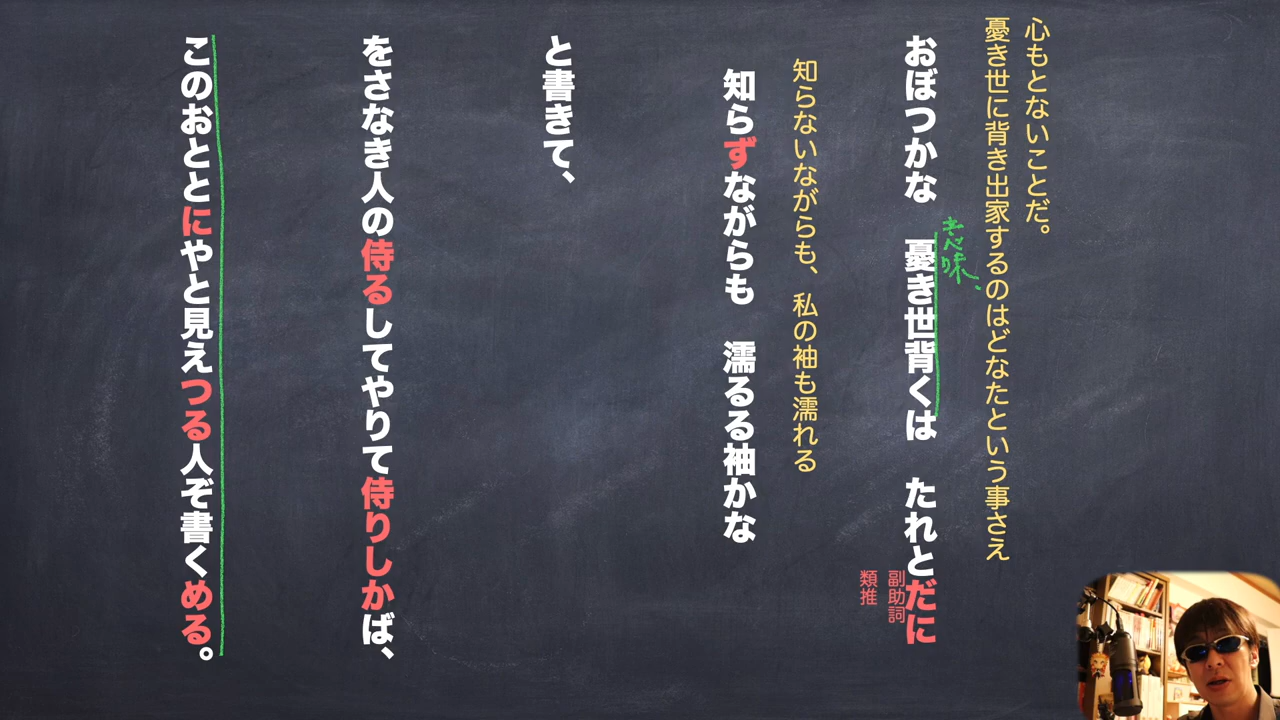 心もとないことだ。
憂き世に背き出家するのはどなたという事さえ
意味、
おぼつかな　憂き世背くは　たれとだに
副助詞
類推
知らないながらも、私の袖も濡れる
知らずながらも　濡るる袖かな
と書きて、
をさなき人の侍るしてやりて侍りしかば、
このおととにやと見えつる人ぞ書くめる。